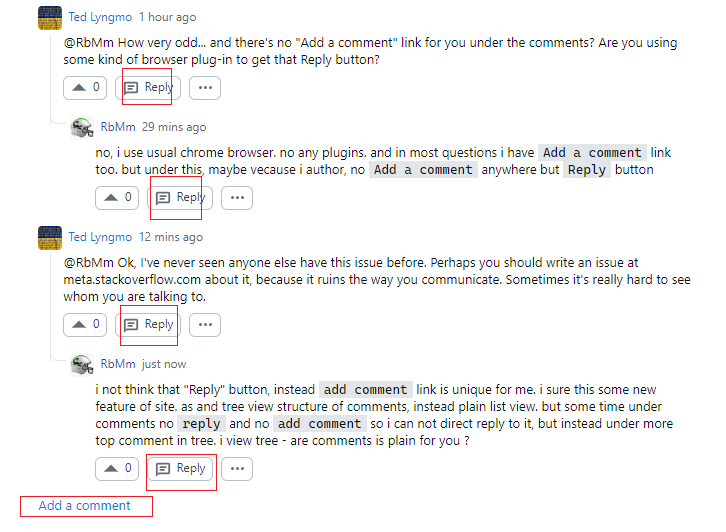 Ted Lyngmo 1 hour ago
@RbMm How very odd... and there's no "Add a comment" link for you under the comments? Are you using
some kind of browser plug-in to get that Reply button?
0 Reply ...
RbMm 29 mins ago
no, i use usual chrome browser. no any plugins. and in most questions i have Add a comment link
too. but under this, maybe vecause i author, no Add a comment anywhere but Reply button
0 Reply ...
Ted Lyngmo 12 mins ago
@RbMm Ok, I've never seen anyone else have this issue before. Perhaps you should write an issue at
meta.stackoverflow.com about it, because it ruins the way you communicate. Sometimes it's really hard to see
whom you are talking to.
0 Reply ...
RbMm just now
i not think that "Reply" button, instead add comment link is unique for me. i sure this some new
feature of site. as and tree view structure of comments, instead plain list view. but some time under
comments no reply and no add comment so i can not direct reply to it, but instead under more
top comment in tree. i view tree - are comments is plain for you ?
0 Reply ...
Add a comment